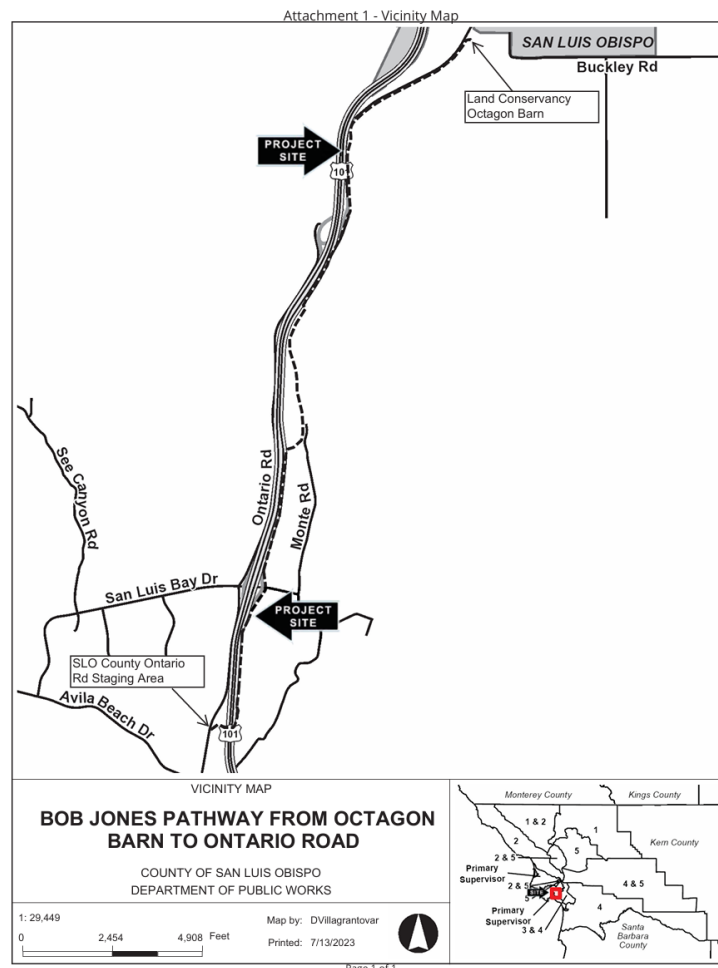 Attachment 1 - Vicinity Map
SAN LUIS OBISPO
Buckley Rd
Land Conservancy
Octagon Barn
PROJECT
SITE
101
See Canyon Rd
Ontario Rd
Monte Rd
San Luis Bay Dr
PROJECT
SITE
SLO County Ontario
Rd Staging Area
Avila Beach Dr
101
VICINITY MAP
BOB JONES PATHWAY FROM OCTAGON
BARN TO ONTARIO ROAD
COUNTY OF SAN LUIS OBISPO
DEPARTMENT OF PUBLIC WORKS
1: 29,449
0 2,454 4,908 Feet
Map by: DVillagrantovar
Printed: 7/13/2023
Monterey County
Kings County
1 & 2
1
2
Kern County
5
2 & 5
Primary
Supervisor
2 & 5
4 & 5
5
Primary
Supervisor
4
3 & 4
Santa
Barbara
County
Page 1 of 1